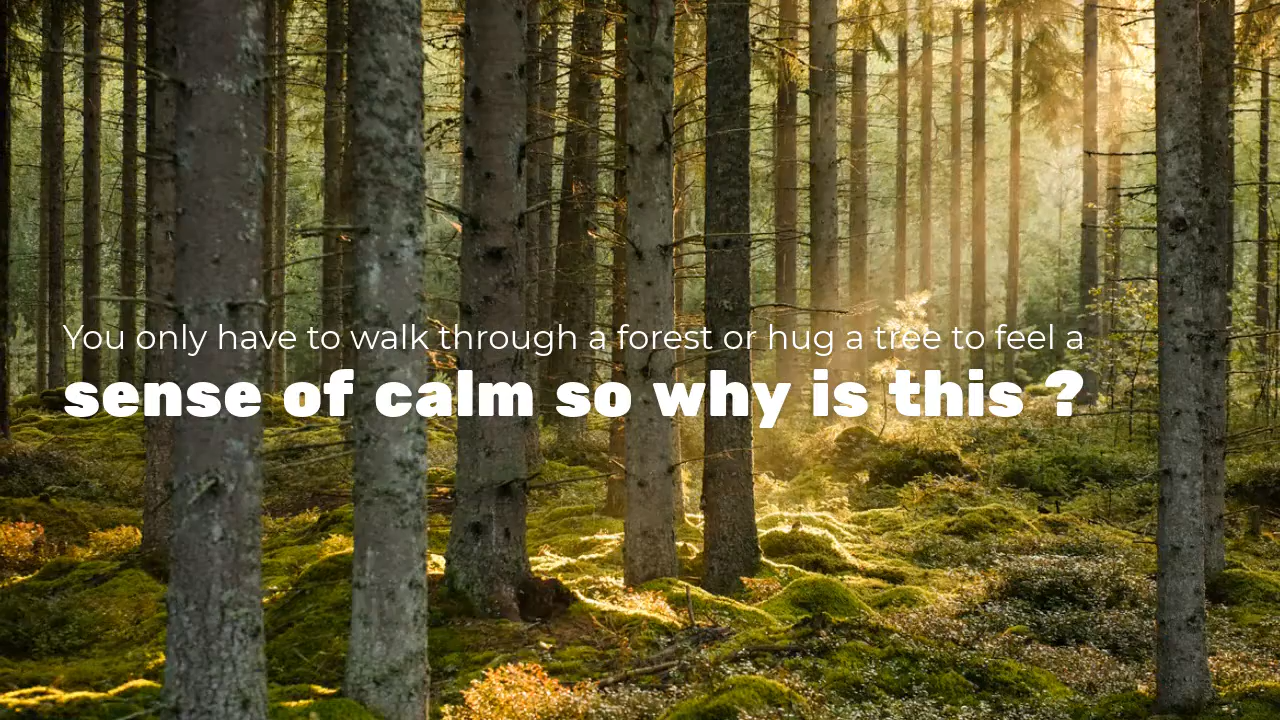 You only have to walk through a forest or hug a tree to feel a
sense of calm so why is this ?